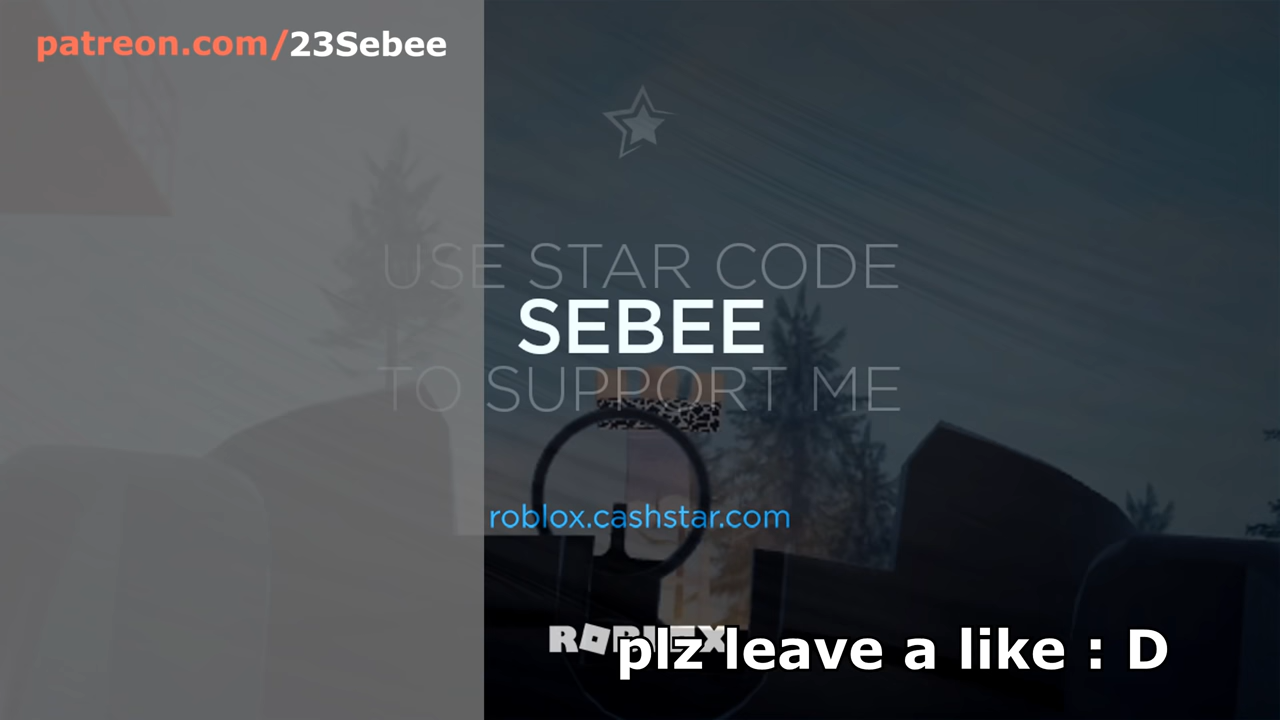 patreon.com/23Sebee
USE STAR CODE
SEBEE
TO SUPPORT ME
roblox.cashstar.com
ROBLOX
plz leave a like : D